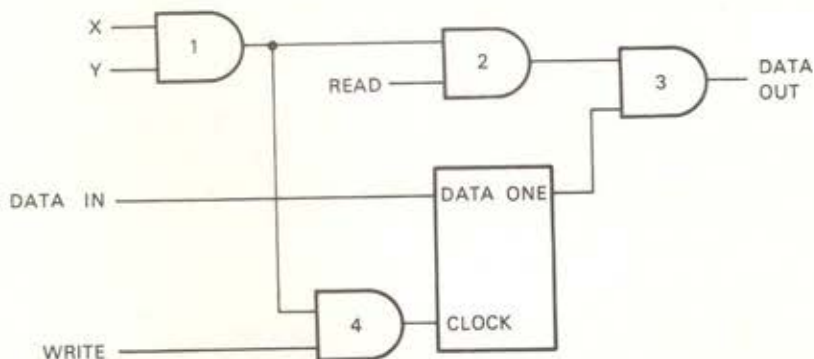 X
1
Y
2
READ
3
DATA
OUT
DATA IN
DATA ONE
4
CLOCK
WRITE